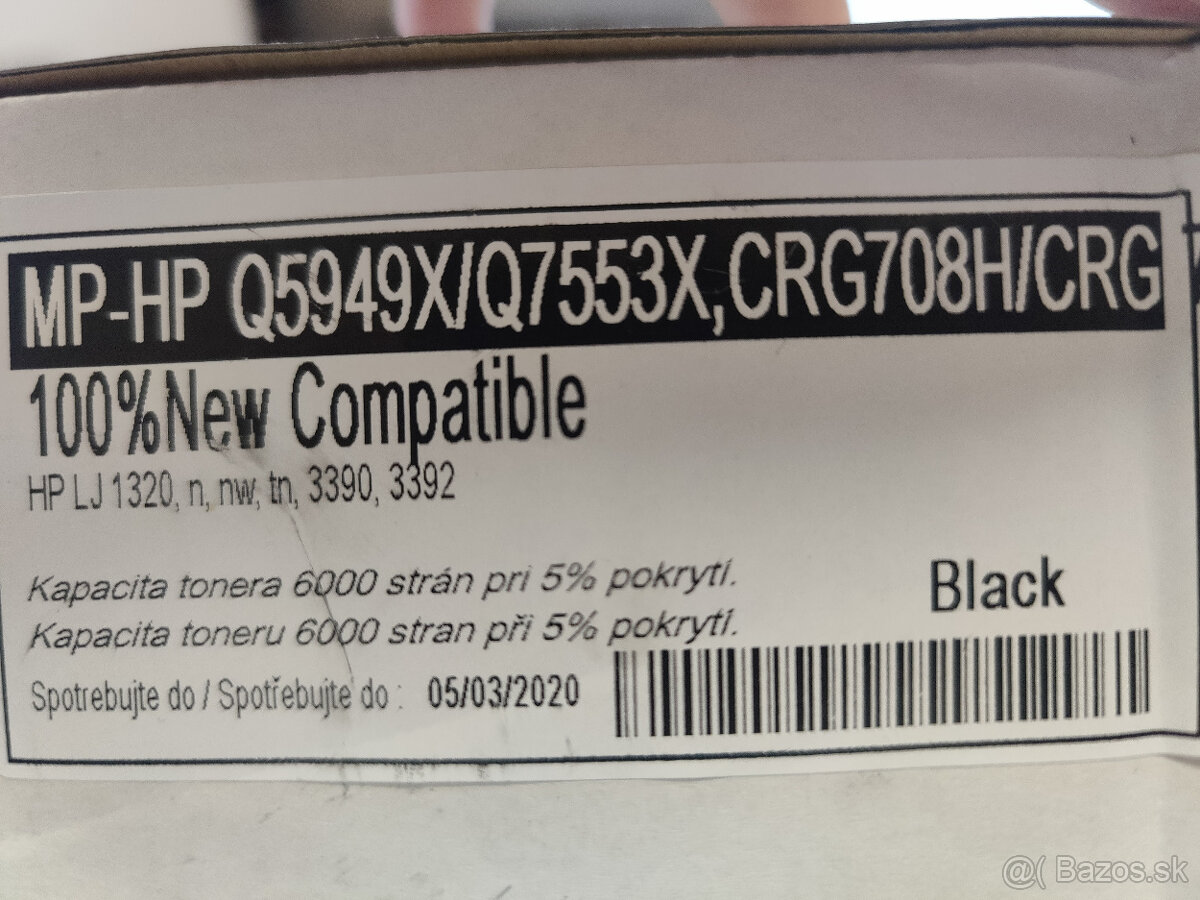 MP-HP Q5949X/Q7553X,CRG708H/CRG
100%New Compatible
HP LJ 1320, n, nw, tn, 3390, 3392
Kapacita tonera 6000 strán pri 5% pokrytí.
Kapacita toneru 6000 stran při 5% pokrytí.
Black
Spotrebujte do / Spotřebujte do : 05/03/2020
@( Bazos.sk